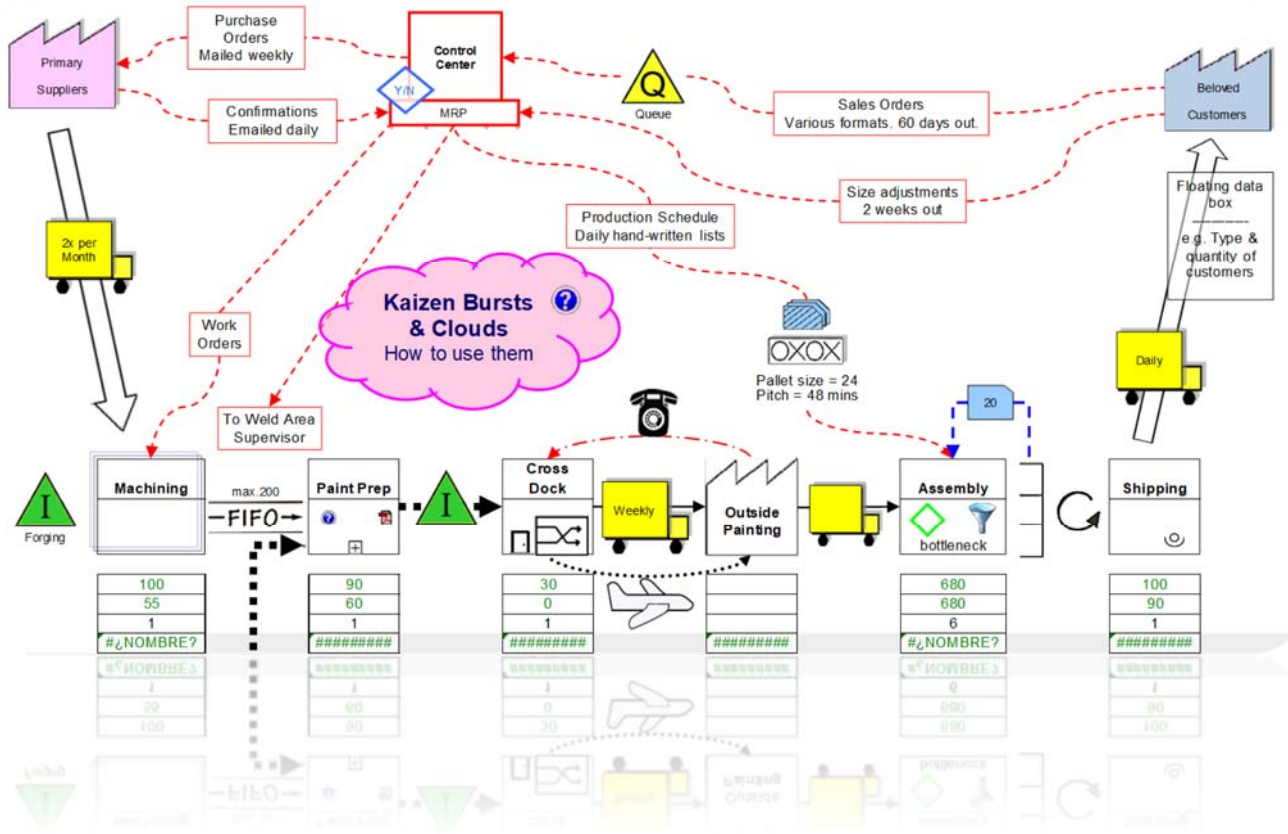 Purchase
Orders
Mailed weekly
Primary
Suppliers
Confirmations
Emailed daily
Control
Center
Y/N
MRP
Q
Queue
Sales Orders
Various formats. 60 days out.
Beloved
Customers
Size adjustments
2 weeks out
Floating data
box
--------
e.g. Type &
quantity of
customers
Production Schedule
Daily hand-written lists
2x per
Month
Kaizen Bursts
& Clouds
How to use them
?
Work
Orders
To Weld Area
Supervisor
OXOX
Pallet size = 24
Pitch = 48 mins
Daily
20
I
Forging
Machining
max.200
FIFO
Paint Prep
?
I
Cross
Dock
Weekly
Outside
Painting
Assembly
bottleneck
Shipping
100
55
1
#¿NOMBRE?
90
60
1
#########
30
0
1
#########
#########
680
680
6
#¿NOMBRE?
100
90
1
#########